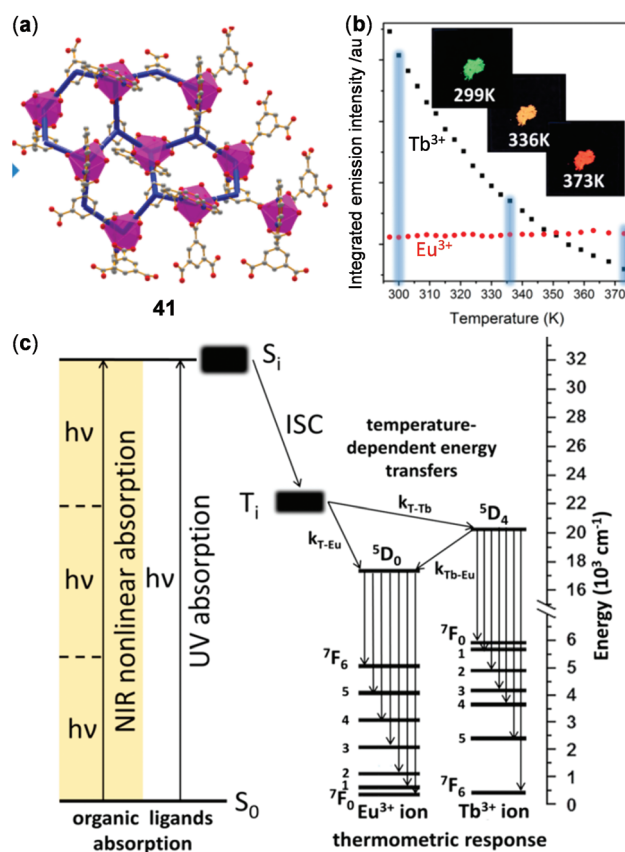 (a)
41
(b)
Integrated emission intensity /au
Tb³⁺
Eu³⁺
299K
336K
373K
300 310 320 330 340 350 360 370
Temperature (K)
(c)
hν
hν
hν
NIR nonlinear absorption
hν
UV absorption
Sᵢ
ISC
Tᵢ
S₀
organic ligands
absorption
temperature-
dependent energy
transfers
k_T-Tb
k_T-Eu
k_Tb-Eu
⁵D₀
⁵D₄
⁷F₆
5
4
3
2
1
⁷F₀
Eu³⁺ ion
⁷F₀
1
2
3
4
5
⁷F₆
Tb³⁺ ion
thermometric response
32
30
28
26
24
22
20
18
16
6
5
4
3
2
1
0
Energy (10³ cm⁻¹)